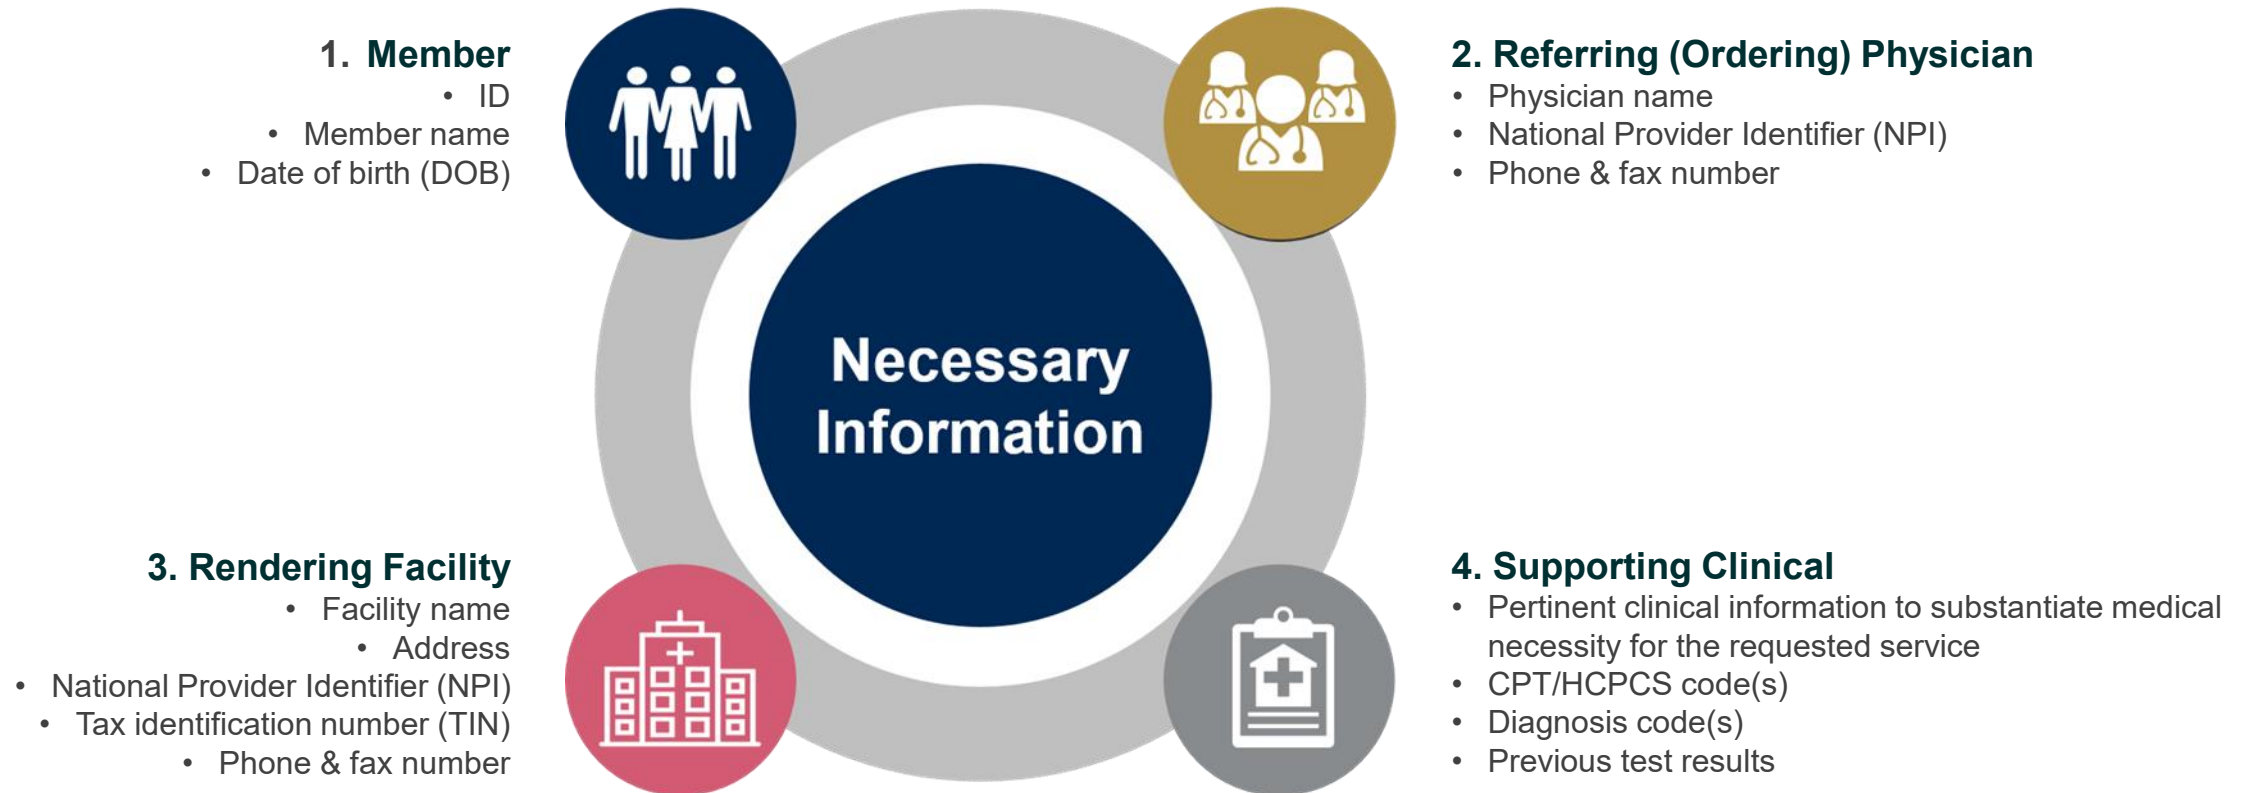 1. Member
• ID
• Member name
• Date of birth (DOB)
2. Referring (Ordering) Physician
• Physician name
• National Provider Identifier (NPI)
• Phone & fax number
Necessary
Information
3. Rendering Facility
• Facility name
• Address
• National Provider Identifier (NPI)
• Tax identification number (TIN)
• Phone & fax number
4. Supporting Clinical
• Pertinent clinical information to substantiate medical
necessity for the requested service
• CPT/HCPCS code(s)
• Diagnosis code(s)
• Previous test results